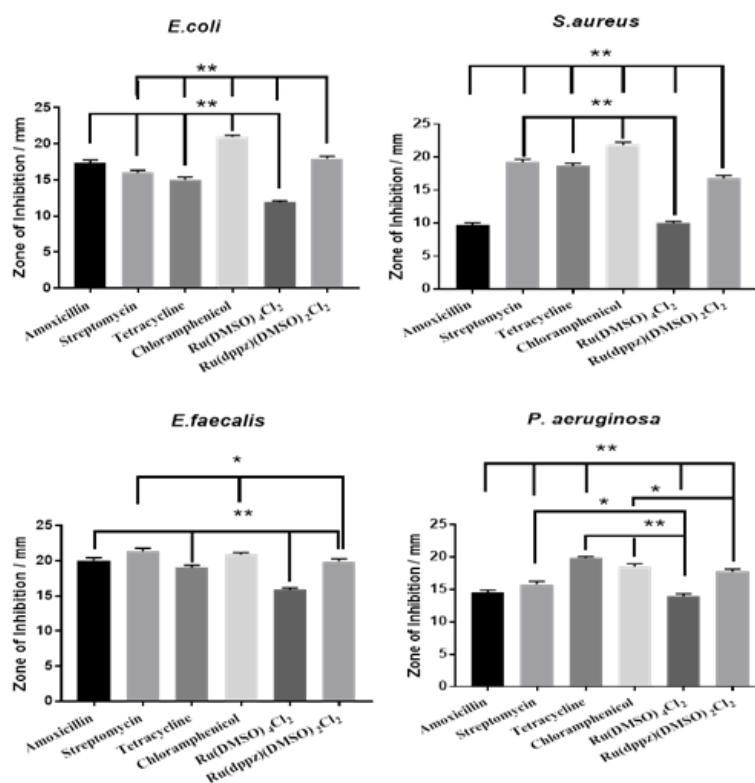 E.coli
**
**
Zone of Inhibition / mm
25
20
15
10
5
0
Amoxicillin
Streptomycin
Tetracycline
Chloramphenicol
Ru(DMSO) 4Cl2
Ru(dppz)(DMSO) 2Cl2
S.aureus
**
**
Zone of Inhibition / mm
25
20
15
10
5
0
Amoxicillin
Streptomycin
Tetracycline
Chloramphenicol
Ru(DMSO) 4Cl2
Ru(dppz)(DMSO) 2Cl2
E.faecalis
*
**
Zone of Inhibition / mm
25
20
15
10
5
0
Amoxicillin
Streptomycin
Tetracycline
Chloramphenicol
Ru(DMSO) 4Cl2
Ru(dppz)(DMSO) 2Cl2
P. aeruginosa
**
*
*
**
Zone of Inhibition / mm
25
20
15
10
5
0
Amoxicillin
Streptomycin
Tetracycline
Chloramphenicol
Ru(DMSO) 4Cl2
Ru(dppz)(DMSO) 2Cl2